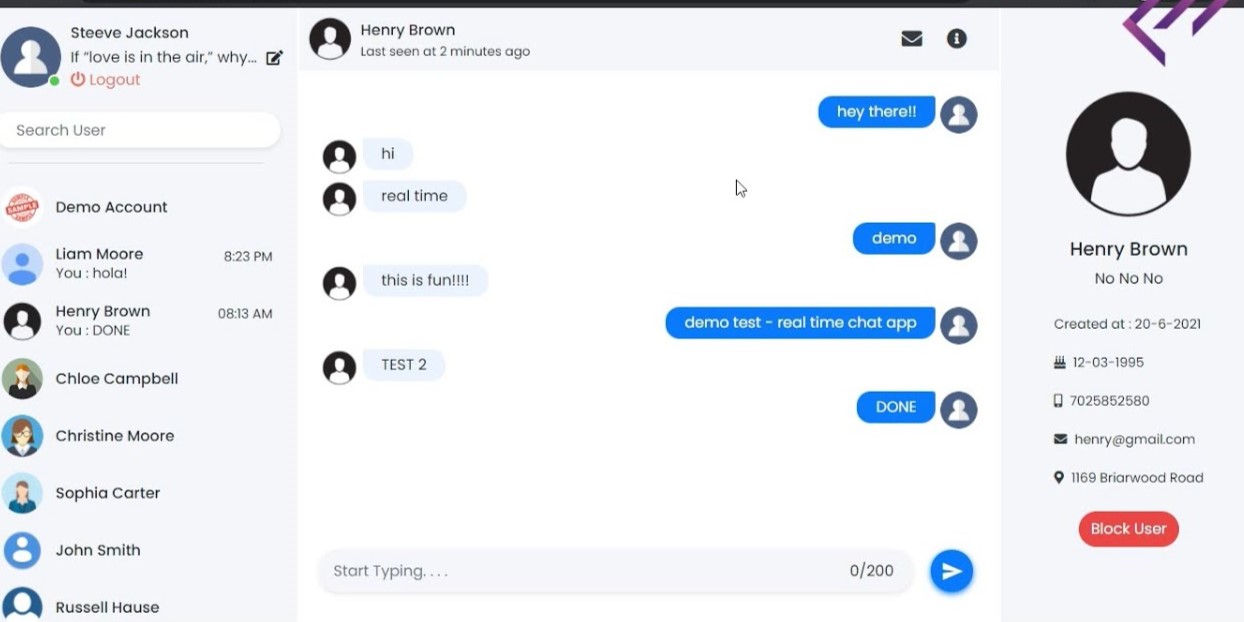 Steeve Jackson
If “love is in the air,” why...
Logout
Search User
SAMPLE
Demo Account
Liam Moore
8:23 PM
You : hola!
Henry Brown
08:13 AM
You : DONE
Chloe Campbell
Christine Moore
Sophia Carter
John Smith
Russell Hause
Henry Brown
Last seen at 2 minutes ago
hey there!!
hi
real time
demo
this is fun!!!!
demo test - real time chat app
TEST 2
DONE
Start Typing. . . .
0/200
Henry Brown
No No No
Created at : 20-6-2021
12-03-1995
7025852580
henry@gmail.com
1169 Briarwood Road
Block User